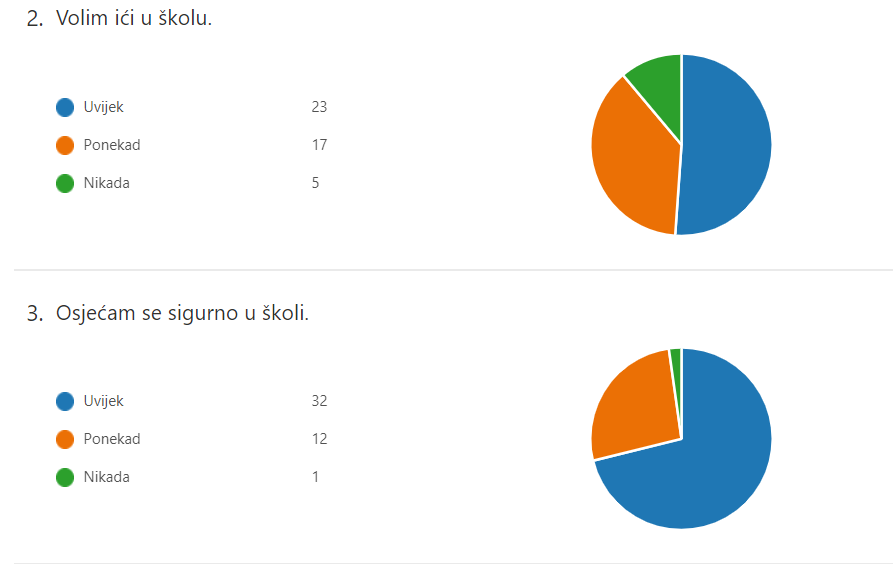 2. Volim ići u školu.
Uvijek 23
Ponekad 17
Nikada 5
3. Osjećam se sigurno u školi.
Uvijek 32
Ponekad 12
Nikada 1